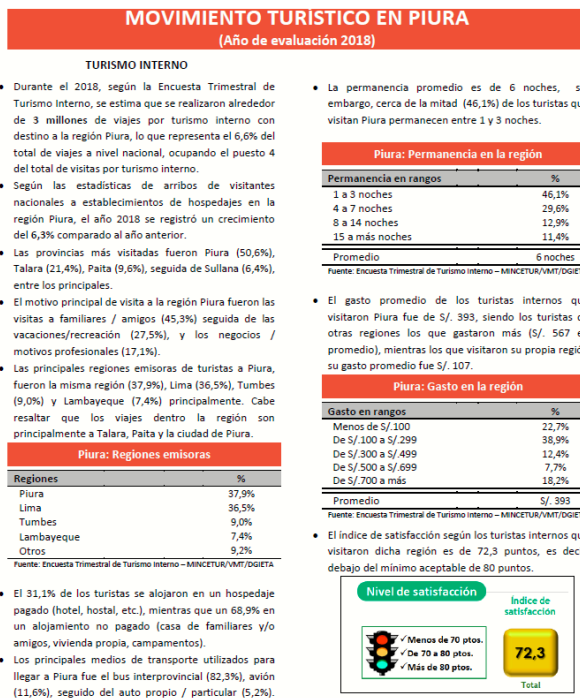 MOVIMIENTO TURÍSTICO EN PIURA
(Año de evaluación 2018)
TURISMO INTERNO
• Durante el 2018, según la Encuesta Trimestral de
Turismo Interno, se estima que se realizaron alrededor
de 3 millones de viajes por turismo interno con
destino a la región Piura, lo que representa el 6,6% del
total de viajes a nivel nacional, ocupando el puesto 4
del total de visitas por turismo interno.
• Según las estadísticas de arribos de visitantes
nacionales a establecimientos de hospedajes en la
región Piura, el año 2018 se registró un crecimiento
del 6,3% comparado al año anterior.
• Las provincias más visitadas fueron Piura (50,6%),
Talara (21,4%), Paita (9,6%), seguida de Sullana (6,4%),
entre los principales.
• El motivo principal de visita a la región Piura fueron las
visitas a familiares / amigos (45,3%) seguida de las
vacaciones/recreación (27,5%), y los negocios /
motivos profesionales (17,1%).
• Las principales regiones emisoras de turistas a Piura,
fueron la misma región (37,9%), Lima (36,5%), Tumbes
(9,0%) y Lambayeque (7,4%) principalmente. Cabe
resaltar que los viajes dentro la región son
principalmente a Talara, Paita y la ciudad de Piura.
Piura: Regiones emisoras
Regiones %
Piura 37,9%
Lima 36,5%
Tumbes 9,0%
Lambayeque 7,4%
Otros 9,2%
Fuente: Encuesta Trimestral de Turismo Interno – MINCETUR/VMT/DGIETA
• El 31,1% de los turistas se alojaron en un hospedaje
pagado (hotel, hostal, etc.), mientras que un 68,9% en
un alojamiento no pagado (casa de familiares y/o
amigos, vivienda propia, campamentos).
• Los principales medios de transporte utilizados para
llegar a Piura fue el bus interprovincial (82,3%), avión
(11,6%), seguido del auto propio / particular (5,2%).
• La permanencia promedio es de 6 noches, s
embargo, cerca de la mitad (46,1%) de los turistas qu
visitan Piura permanecen entre 1 y 3 noches.
Piura: Permanencia en la región
Permanencia en rangos %
1 a 3 noches 46,1%
4 a 7 noches 29,6%
8 a 14 noches 12,9%
15 a más noches 11,4%
Promedio 6 noches
Fuente: Encuesta Trimestral de Turismo Interno – MINCETUR/VMT/DGIET
• El gasto promedio de los turistas internos qu
visitaron Piura fue de S/. 393, siendo los turistas d
otras regiones los que gastaron más (S/. 567 e
promedio), mientras los que visitaron su propia regió
su gasto promedio fue S/. 107.
Piura: Gasto en la región
Gasto en rangos %
Menos de S/.100 22,7%
De S/.100 a S/.299 38,9%
De S/.300 a S/.499 12,4%
De S/.500 a S/.699 7,7%
De S/.700 a más 18,2%
Promedio S/. 393
Fuente: Encuesta Trimestral de Turismo Interno – MINCETUR/VMT/DGIET
• El índice de satisfacción según los turistas internos qu
visitaron dicha región es de 72,3 puntos, es deci
debajo del mínimo aceptable de 80 puntos.
Nivel de satisfacción
Índice de
satisfacción
✓Menos de 70 ptos.
✓De 70 a 80 ptos.
✓Más de 80 ptos.
72,3
Total